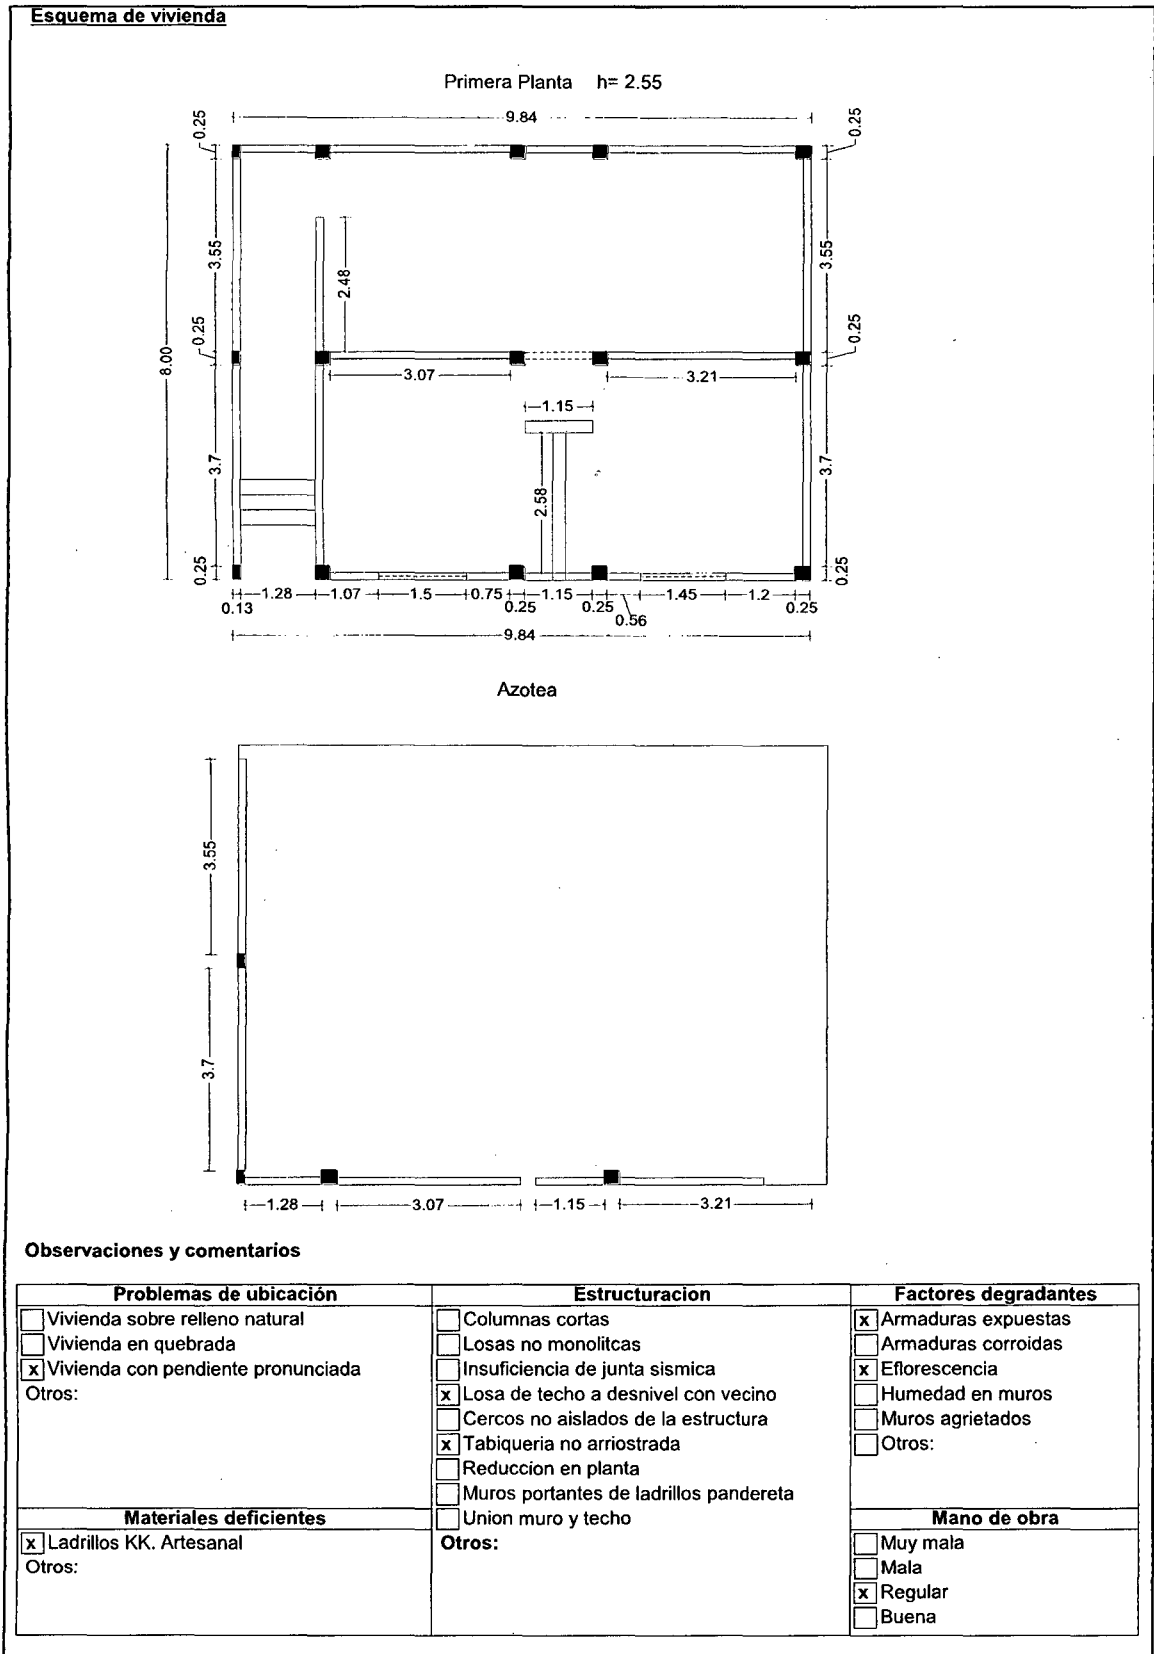 Esquema de vivienda
Primera Planta h= 2.55
9.84
0.25
0.25
3.55
3.55
2.48
8.00
0.25
0.25
3.07
3.21
1.15
3.7
3.7
2.58
0.25
0.25
1.28
1.07
1.5
0.75
1.15
1.45
1.2
0.13
0.25
0.25
0.56
0.25
9.84
Azotea
3.55
3.7
1.28
3.07
1.15
3.21
Observaciones y comentarios
Problemas de ubicación
x Vivienda sobre relleno natural
Vivienda en quebrada
x Vivienda con pendiente pronunciada
Otros:
Materiales deficientes
x Ladrillos KK. Artesanal
Otros:
Estructuracion
Columnas cortas
Losas no monolitcas
Insuficiencia de junta sismica
x Losa de techo a desnivel con vecino
Cercos no aislados de la estructura
x Tabiqueria no arriostrada
Reduccion en planta
Muros portantes de ladrillos pandereta
Union muro y techo
Otros:
Factores degradantes
x Armaduras expuestas
Armaduras corroidas
x Eflorescencia
Humedad en muros
Muros agrietados
Otros:
Mano de obra
Muy mala
Mala
x Regular
Buena